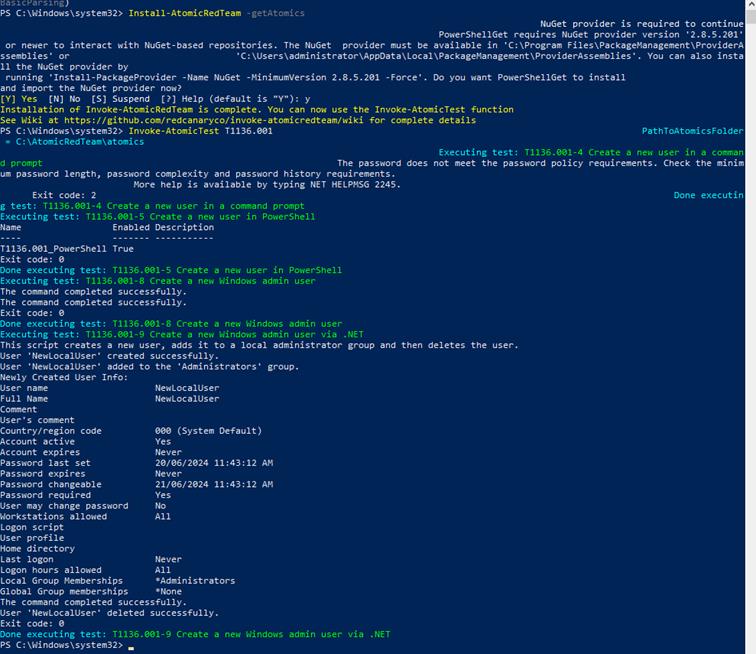 BasicParsing)
PS C:\Windows\system32> Install-AtomicRedTeam -getAtomics
NuGet provider is required to continue
PowerShellGet requires NuGet provider version '2.8.5.201'
or newer to interact with NuGet-based repositories. The NuGet provider must be available in 'C:\Program Files\PackageManagement\ProviderA
ssemblies' or 'C:\Users\administrator\AppData\Local\PackageManagement\ProviderAssemblies'. You can also insta
ll the NuGet provider by
running 'Install-PackageProvider -Name NuGet -MinimumVersion 2.8.5.201 -Force'. Do you want PowerShellGet to install
and import the NuGet provider now?
[Y] Yes [N] No [S] Suspend [?] Help (default is "Y"): y
Installation of Invoke-AtomicRedTeam is complete. You can now use the Invoke-AtomicTest function
See Wiki at https://github.com/redcanaryco/invoke-atomicredteam/wiki for complete details
PS C:\Windows\system32> Invoke-AtomicTest T1136.001 PathToAtomicsFolder
= C:\AtomicRedTeam\atomics
Executing test: T1136.001-4 Create a new user in a comman
d prompt The password does not meet the password policy requirements. Check the minim
um password length, password complexity and password history requirements.
More help is available by typing NET HELPMSG 2245.
Exit code: 2 Done executin
g test: T1136.001-4 Create a new user in a command prompt
Executing test: T1136.001-5 Create a new user in PowerShell
Name Enabled Description
---- ------- -----------
T1136.001_PowerShell True
Exit code: 0
Done executing test: T1136.001-5 Create a new user in PowerShell
Executing test: T1136.001-8 Create a new Windows admin user
The command completed successfully.
The command completed successfully.
Exit code: 0
Done executing test: T1136.001-8 Create a new Windows admin user
Executing test: T1136.001-9 Create a new Windows admin user via .NET
This script creates a new user, adds it to a local administrator group and then deletes the user.
User 'NewLocalUser' created successfully.
User 'NewLocalUser' added to the 'Administrators' group.
Newly Created User Info:
User name NewLocalUser
Full Name NewLocalUser
Comment
User's comment
Country/region code 000 (System Default)
Account active Yes
Account expires Never
Password last set 20/06/2024 11:43:12 AM
Password expires Never
Password changeable 21/06/2024 11:43:12 AM
Password required Yes
User may change password No
Workstations allowed All
Logon script
User profile
Home directory
Last logon Never
Logon hours allowed All
Local Group Memberships *Administrators
Global Group memberships *None
The command completed successfully.
User 'NewLocalUser' deleted successfully.
Exit code: 0
Done executing test: T1136.001-9 Create a new Windows admin user via .NET
PS C:\Windows\system32>